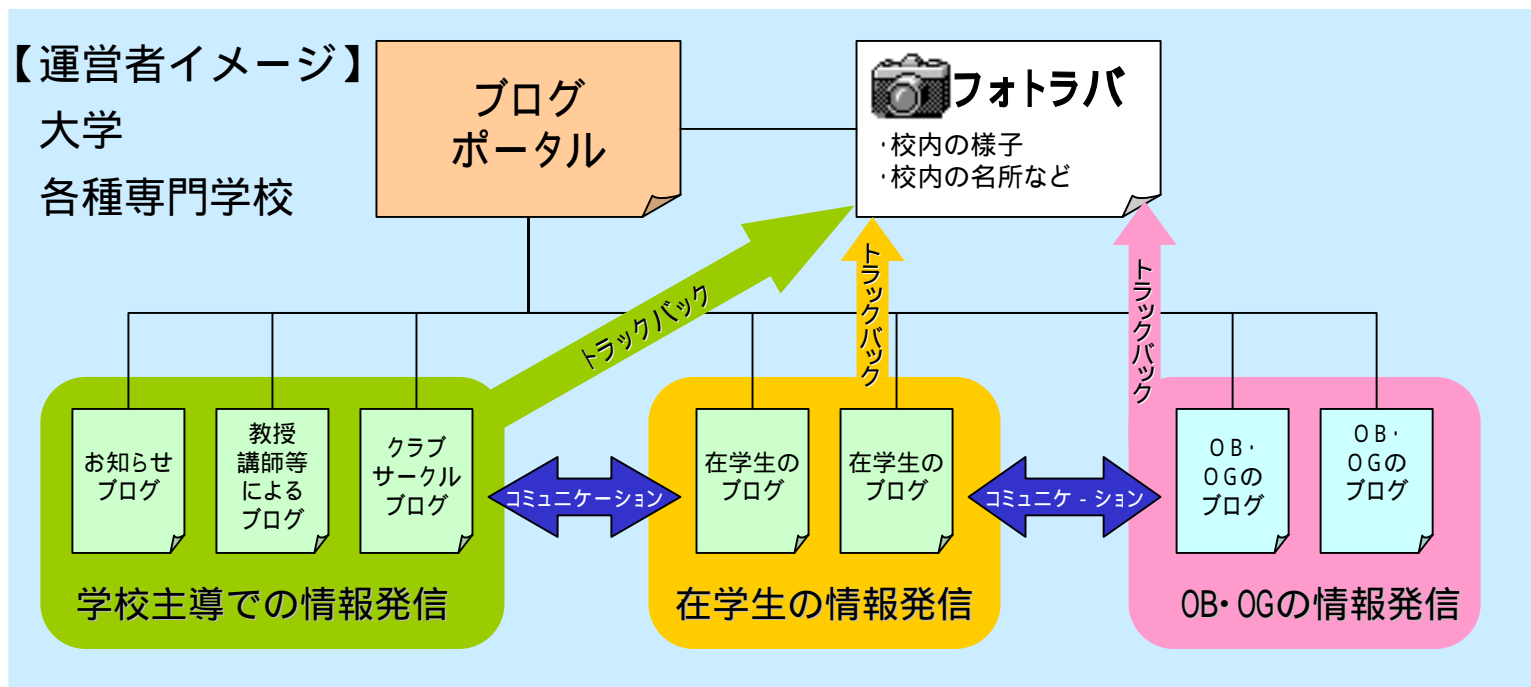 【運営者イメージ】
大学
各種専門学校
ブログ
ポータル
フォトラバ
・校内の様子
・校内の名所など
トラックバック
トラックバック
トラックバック
お知らせ
ブログ
教授
講師等
による
ブログ
クラブ
サークル
ブログ
コミュニケーション
在学生の
ブログ
在学生の
ブログ
コミュニケ-ション
OB・
OGの
ブログ
OB・
OGの
ブログ
学校主導での情報発信
在学生の情報発信
OB・OGの情報発信